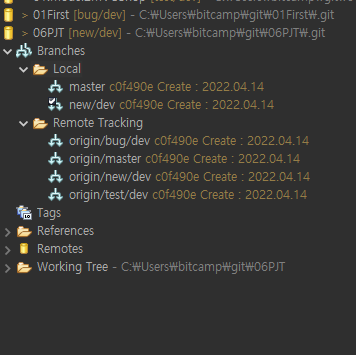 > 01First [bug/dev] - C:₩Users₩bitcamp₩git₩01First₩.git
> 06PJT [new/dev] - C:₩Users₩bitcamp₩git₩06PJT₩.git
Branches
Local
master c0f490e Create : 2022.04.14
new/dev c0f490e Create : 2022.04.14
Remote Tracking
origin/bug/dev c0f490e Create : 2022.04.14
origin/master c0f490e Create : 2022.04.14
origin/new/dev c0f490e Create : 2022.04.14
origin/test/dev c0f490e Create : 2022.04.14
Tags
References
Remotes
Working Tree - C:₩Users₩bitcamp₩git₩06PJT